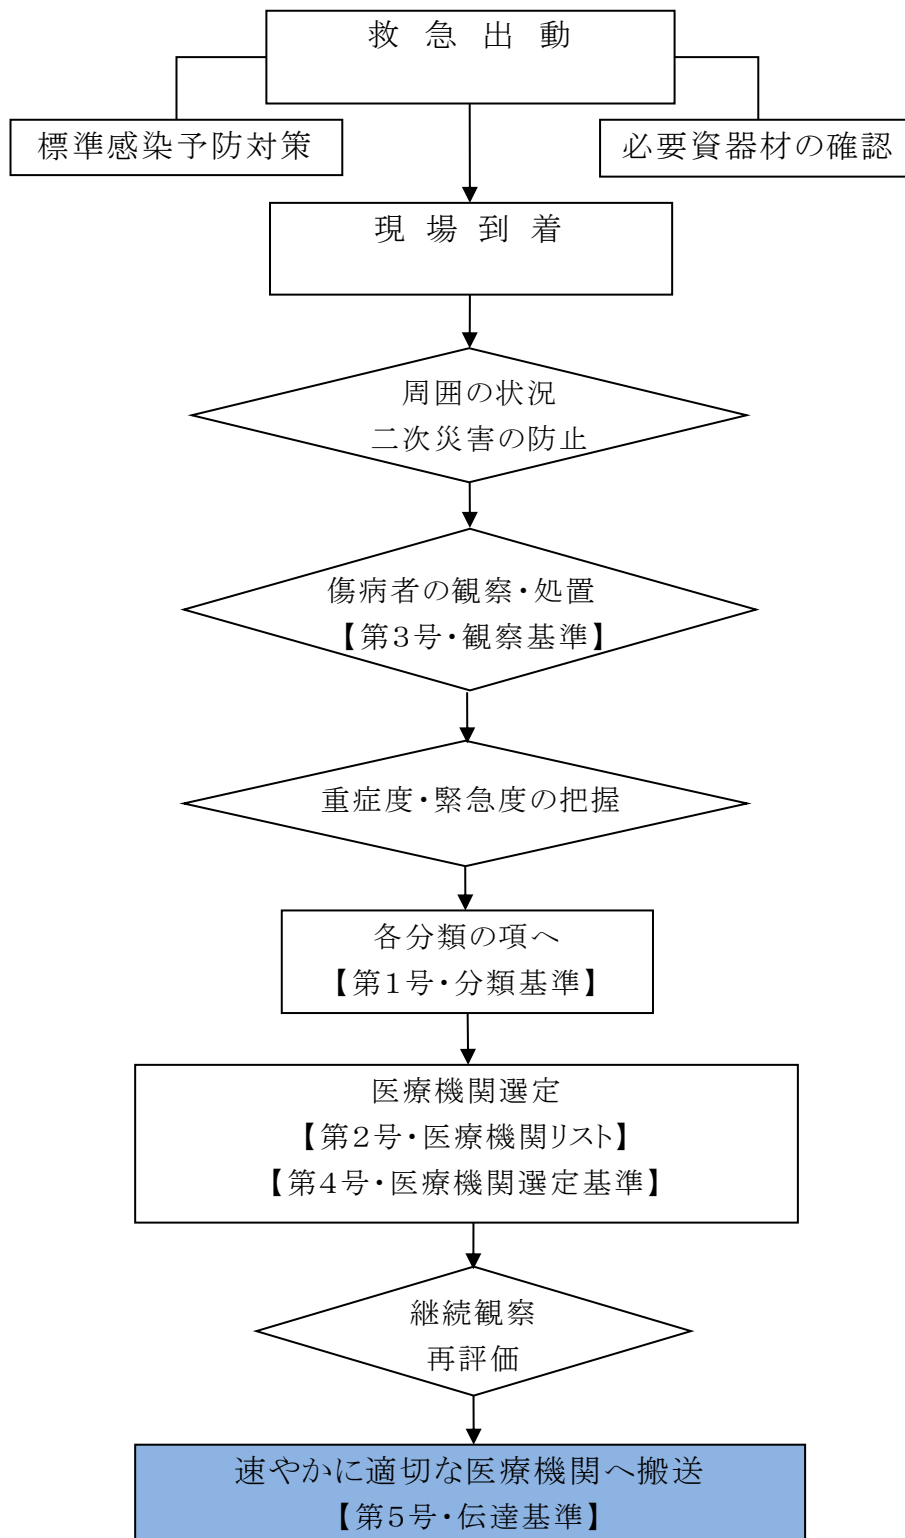 救急出動
標準感染予防対策
必要資器材の確認
現場到着
周囲の状況
二次災害の防止
傷病者の観察・処置
【第３号・観察基準】
重症度・緊急度の把握
各分類の項へ
【第１号・分類基準】
医療機関選定
【第２号・医療機関リスト】
【第４号・医療機関選定基準】
継続観察
再評価
速やかに適切な医療機関へ搬送
【第５号・伝達基準】